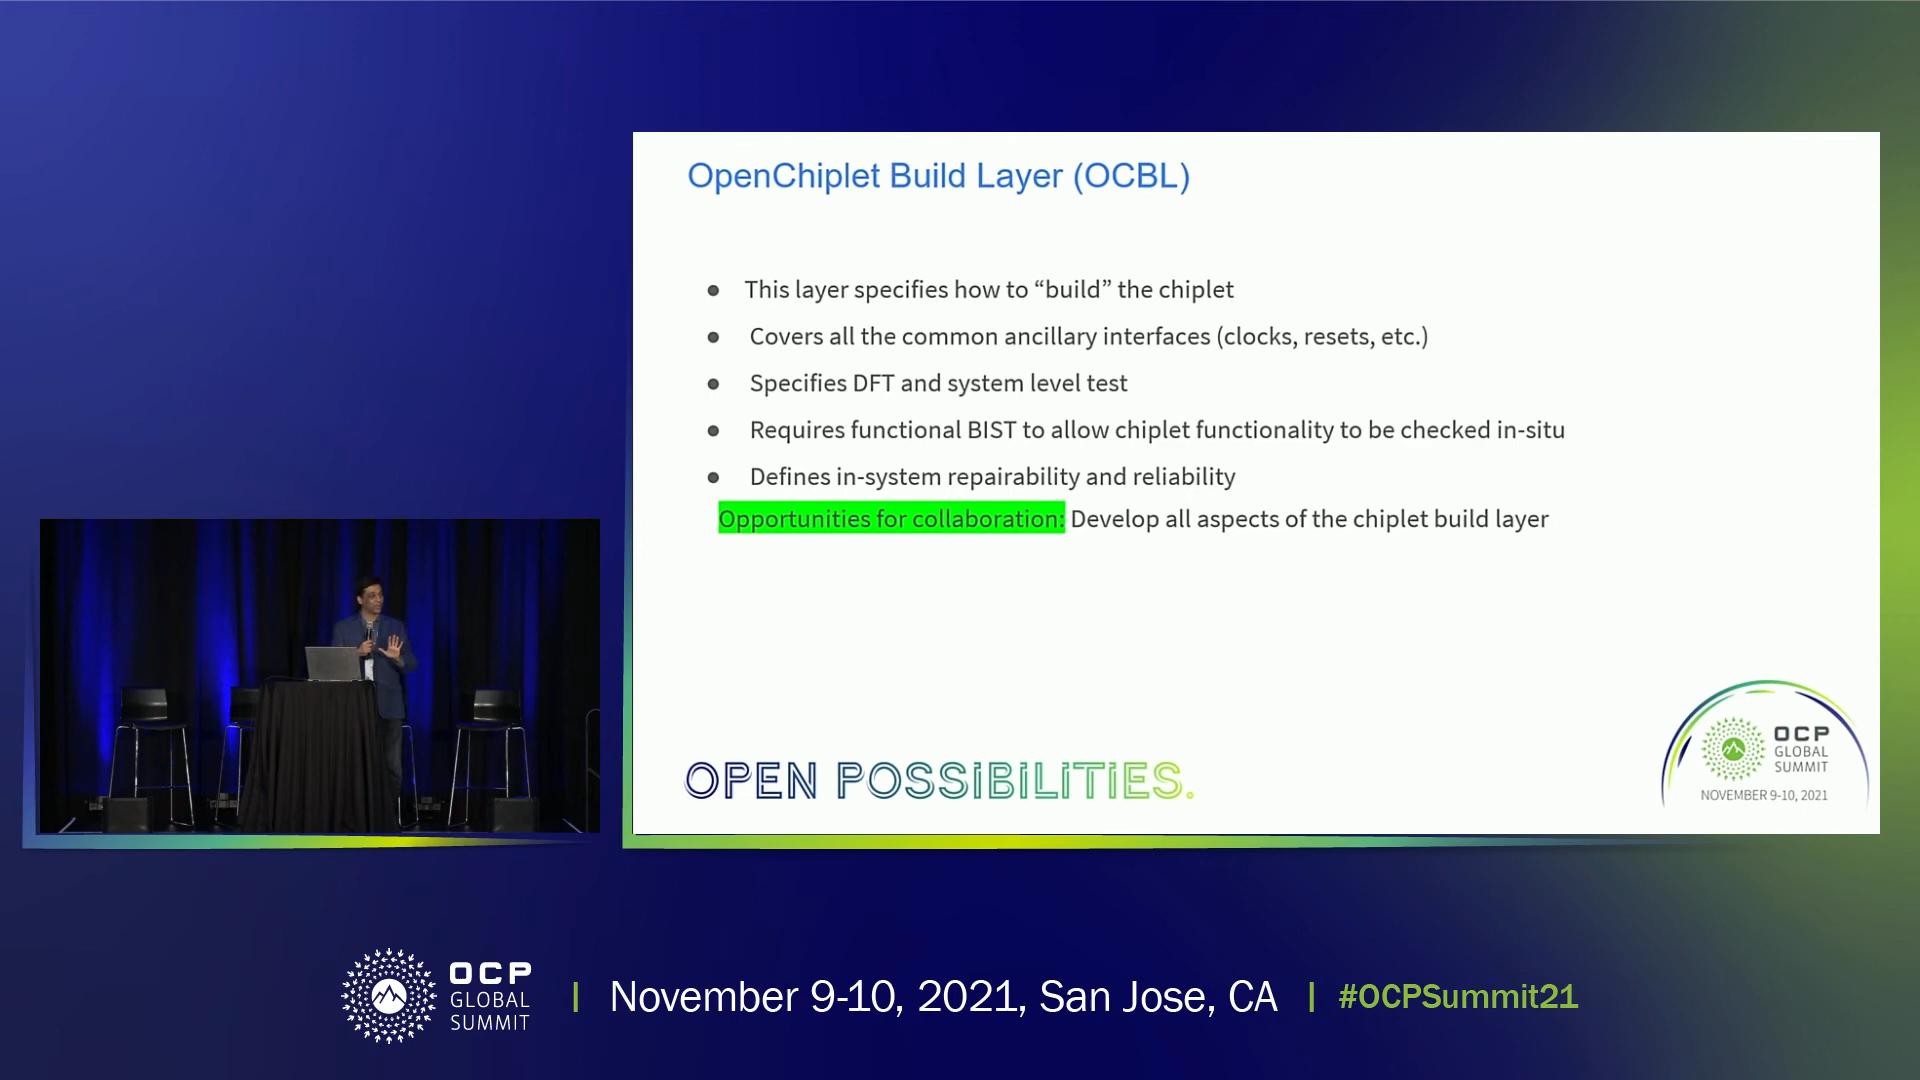 OpenChiplet Build Layer (OCBL)
● This layer specifies how to “build” the chiplet
● Covers all the common ancillary interfaces (clocks, resets, etc.)
● Specifies DFT and system level test
● Requires functional BIST to allow chiplet functionality to be checked in-situ
● Defines in-system repairability and reliability
Opportunities for collaboration: Develop all aspects of the chiplet build layer
OPEN POSSIBILITIES.
OCP
GLOBAL
SUMMIT
NOVEMBER 9-10, 2021
OCP
GLOBAL
SUMMIT
| November 9-10, 2021, San Jose, CA | #OCPSummit21